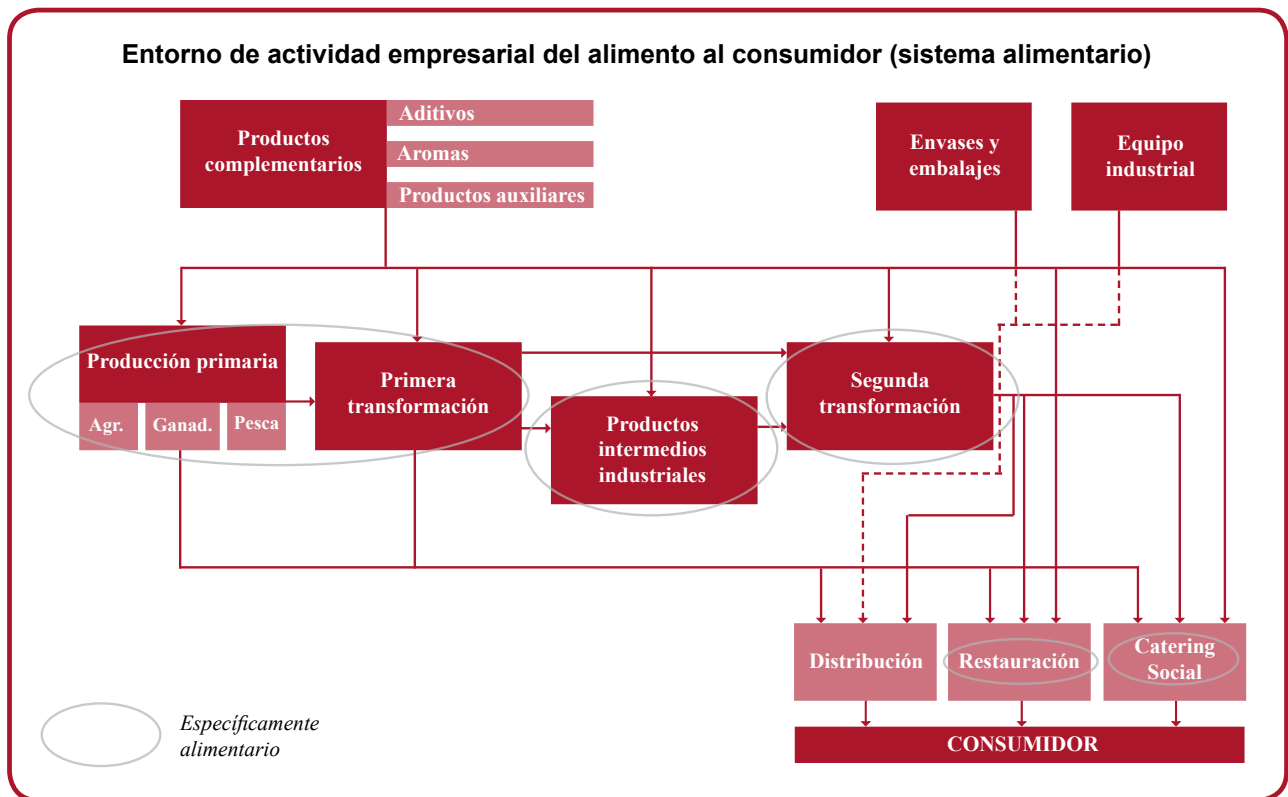 Entorno de actividad empresarial del alimento al consumidor (sistema alimentario)
Productos
complementarios
Aditivos
Aromas
Productos auxiliares
Envases y
embalajes
Equipo
industrial
Producción primaria
Agr.
Ganad.
Pesca
Primera
transformación
Productos
intermedios
industriales
Segunda
transformación
Distribución
Restauración
Catering
Social
CONSUMIDOR
Específicamente
alimentario